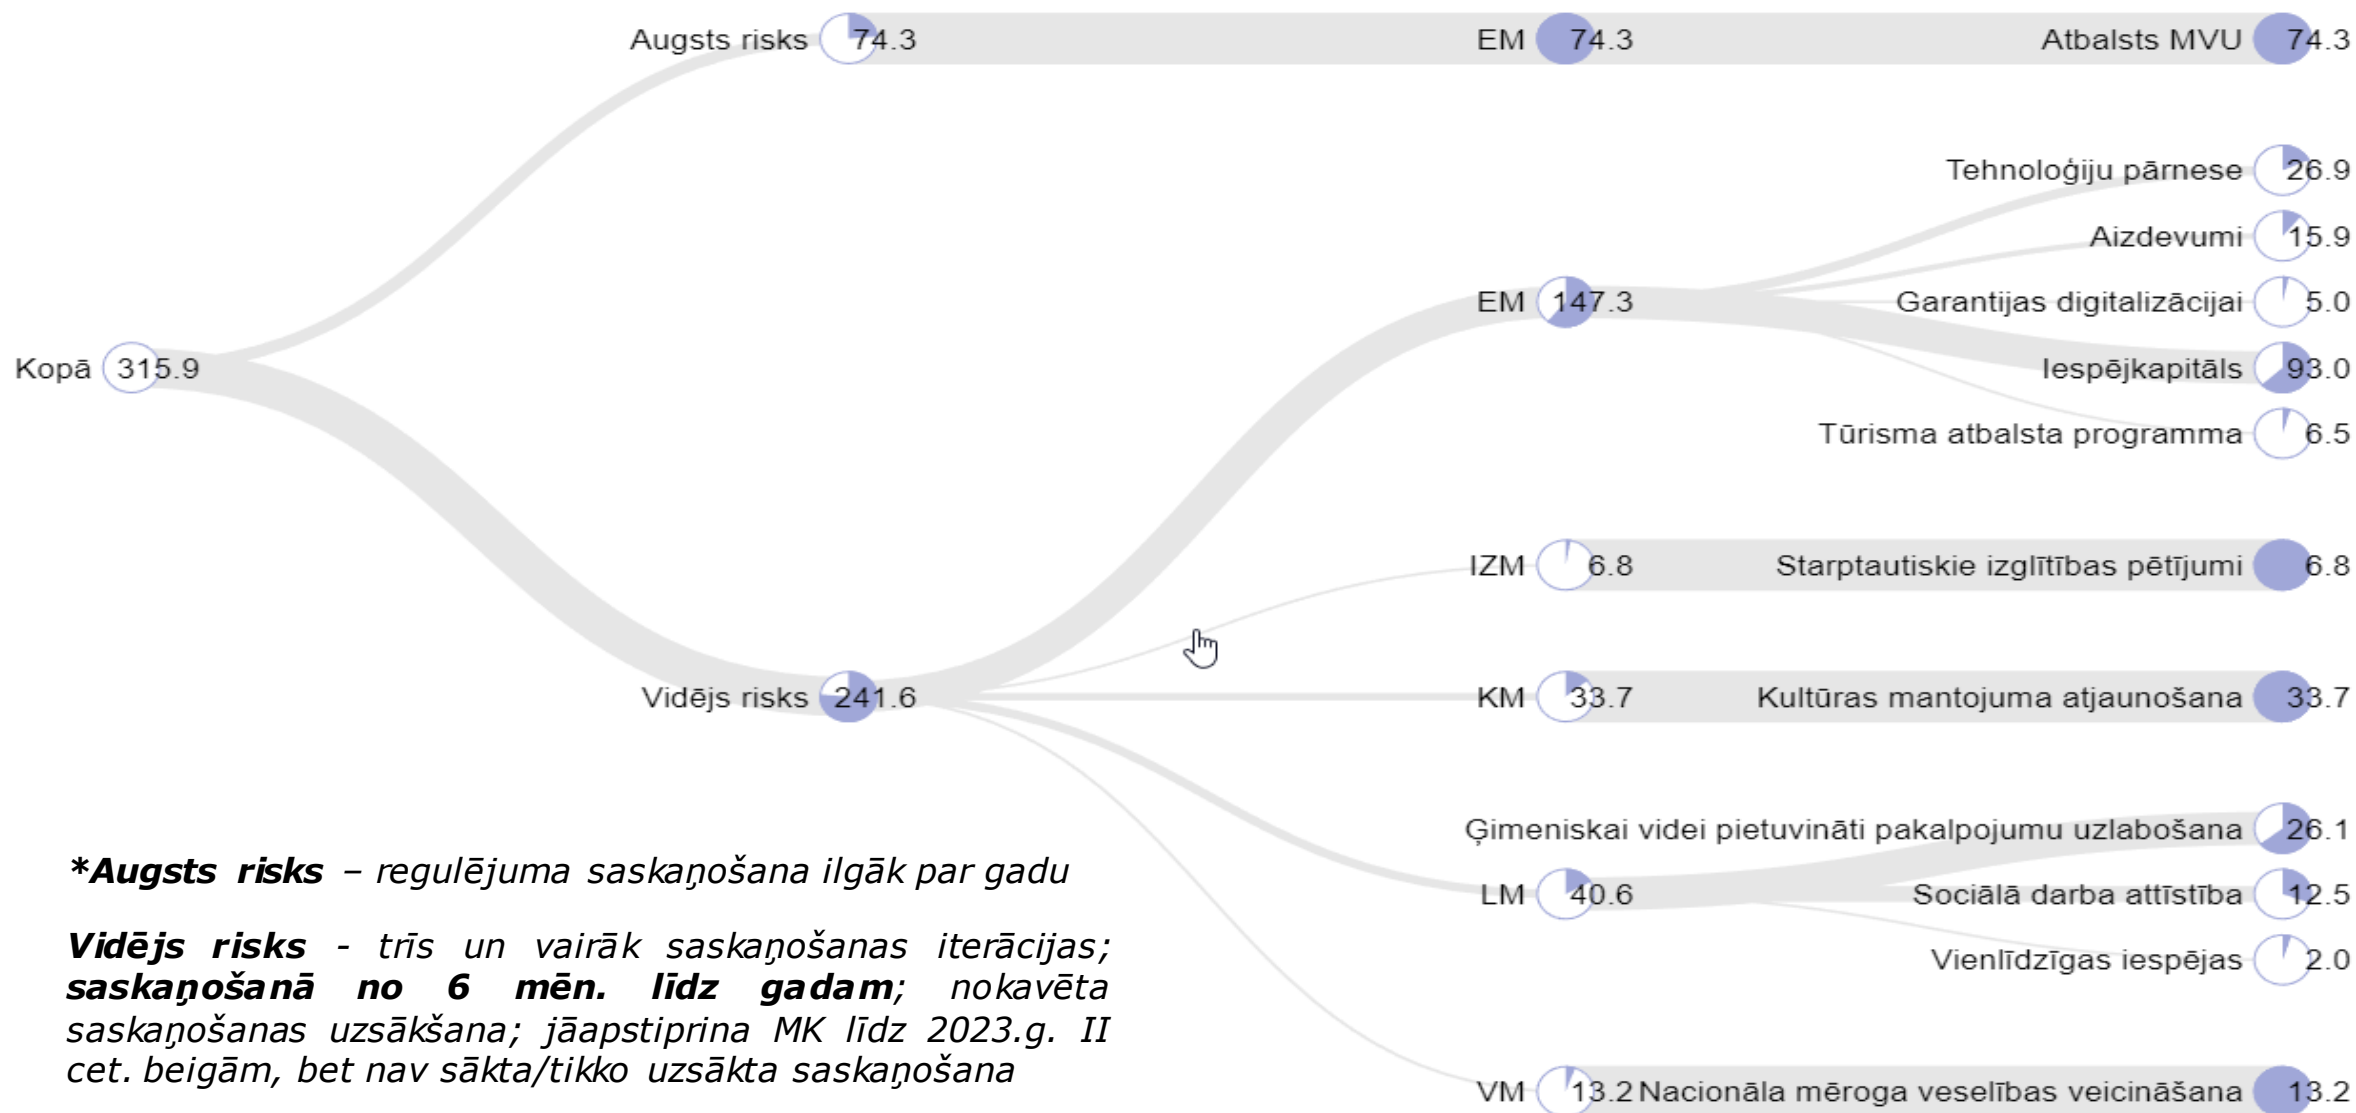 Augsts risks 74.3 EM 74.3 Atbalsts MVU 74.3
Tehnoloģiju pārnese 26.9
Aizdevumi 15.9
EM 147.3 Garantijas digitalizācijai 5.0
Kopā 315.9 Iespējkapitāls 93.0
Tūrisma atbalsta programma 6.5
IZM 6.8 Starptautiskie izglītības pētījumi 6.8
Vidējs risks 241.6 KM 33.7 Kultūras mantojuma atjaunošana 33.7
Ģimeniskai videi pietuvināti pakalpojumu uzlabošana 26.1
LM 40.6 Sociālā darba attīstība 12.5
Vienlīdzīgas iespējas 2.0
VM 13.2 Nacionāla mēroga veselības veicināšana 13.2
*Augsts risks – regulējuma saskaņošana ilgāk par gadu
Vidējs risks - trīs un vairāk saskaņošanas iterācijas;
saskaņošanā no 6 mēn. līdz gadam; nokavēta
saskaņošanas uzsākšana; jāapstiprina MK līdz 2023.g. II
cet. beigām, bet nav sākta/tikko uzsākta saskaņošana